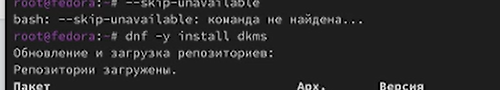 root@fedora:~# --skip-unavailable
bash: --skip-unavailable: команда не найдена...
root@fedora:~# dnf -y install dkms
Обновление и загрузка репозиториев:
Репозитории загружены.
Пакет Арх. Версия